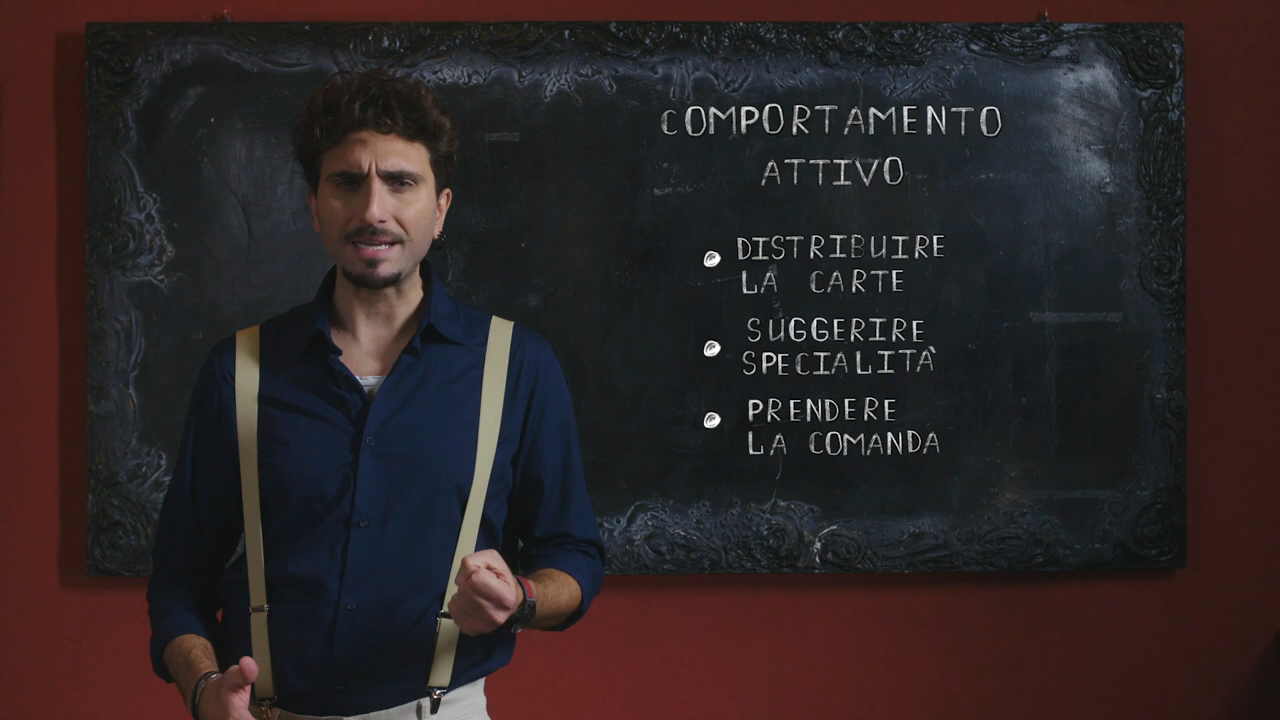 COMPORTAMENTO
ATTIVO
DISTRIBUIRE
LA CARTE
SUGGERIRE
SPECIALITÀ
PRENDERE
LA COMANDA